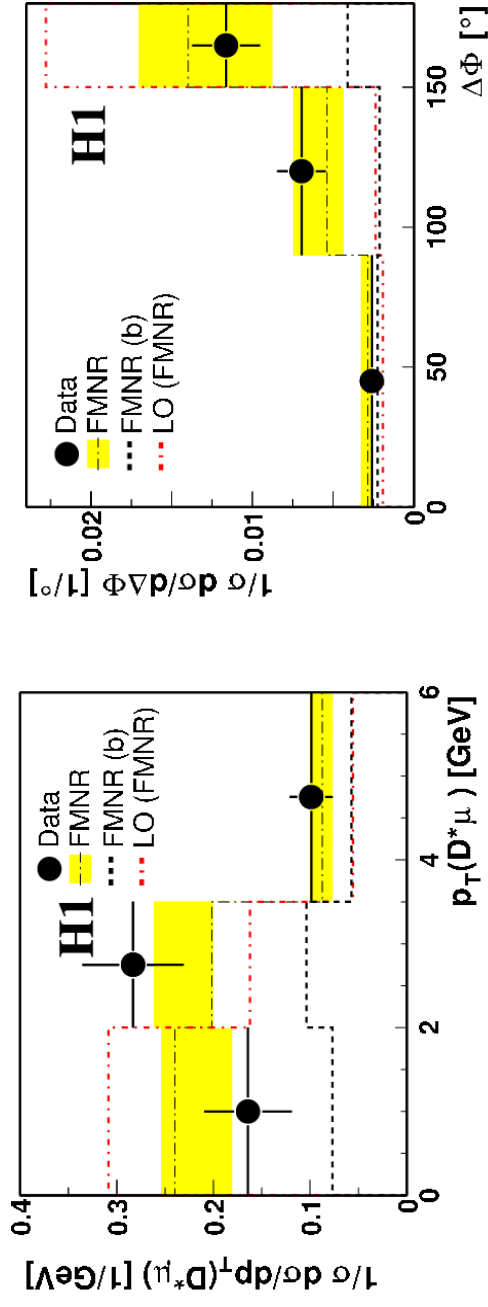 1/σ dσ/dp_T(D*μ) [1/GeV]
0.4
0.3
0.2
0.1
0
2
4
6
p_T(D*μ) [GeV]
H1
Data
FMNR
FMNR (b)
LO (FMNR)
1/σ dσ/dΔΦ [1/°]
0.02
0.01
0
0
50
100
150
ΔΦ [°]
H1
Data
FMNR
FMNR (b)
LO (FMNR)